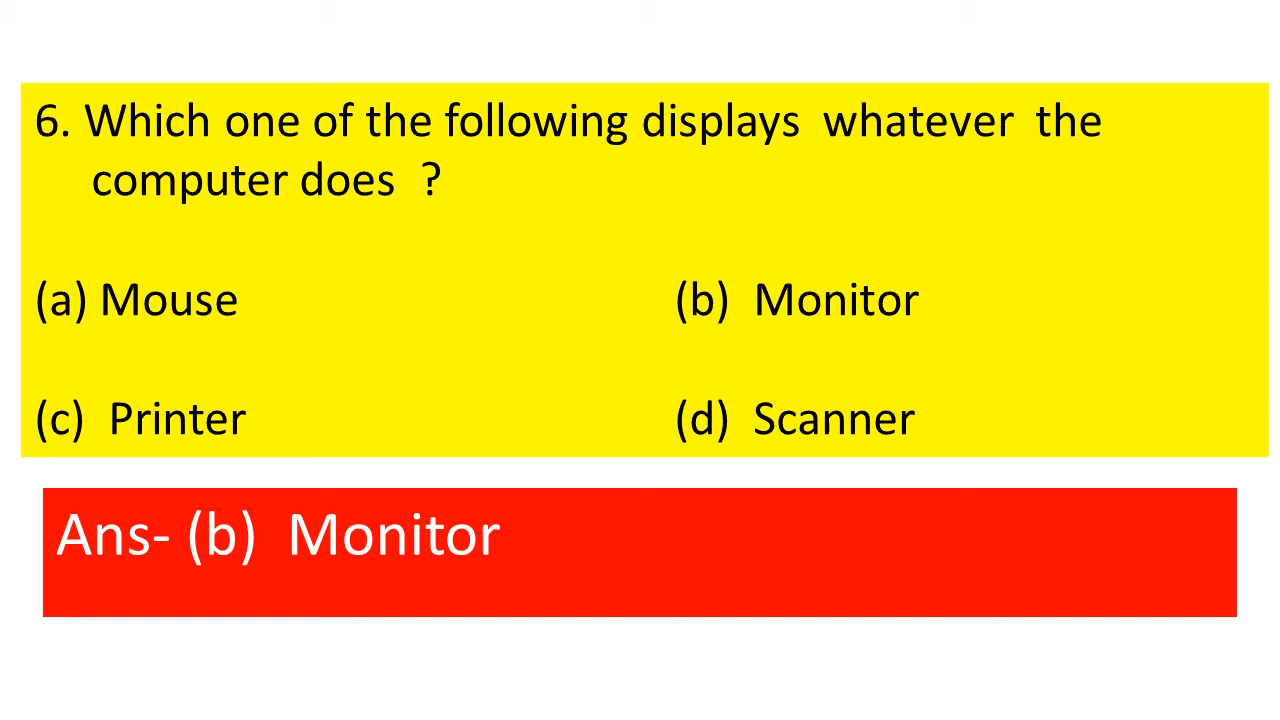 6. Which one of the following displays whatever the
computer does ?
(a) Mouse (b) Monitor
(c) Printer (d) Scanner
Ans- (b) Monitor